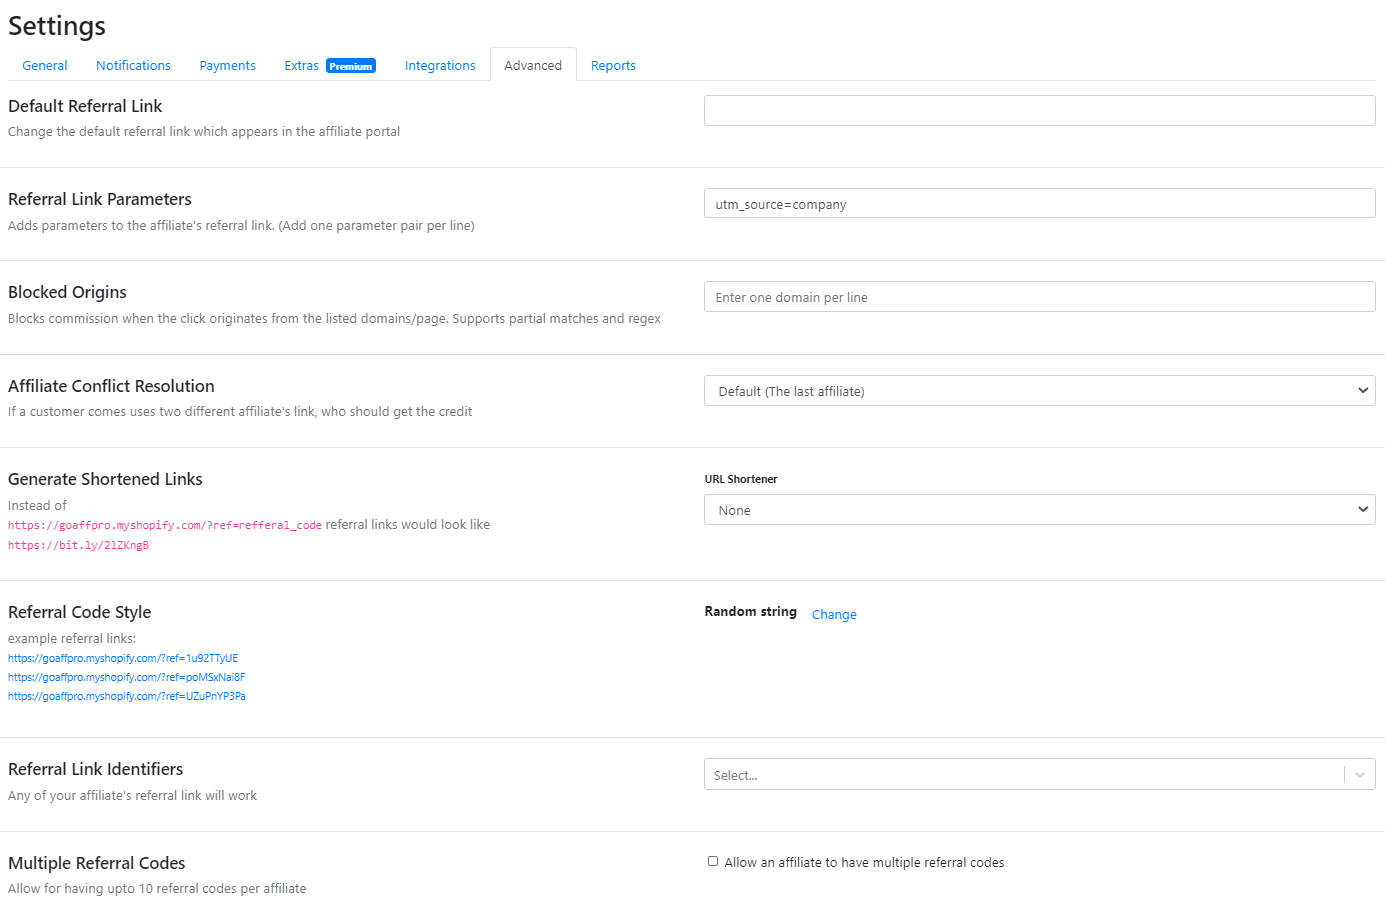 Settings
General Notifications Payments Extras Premium Integrations Advanced Reports
Default Referral Link
Change the default referral link which appears in the affiliate portal
Referral Link Parameters
Adds parameters to the affiliate's referral link. (Add one parameter pair per line)
utm_source=company
Blocked Origins
Blocks commission when the click originates from the listed domains/page. Supports partial matches and regex
Enter one domain per line
Affiliate Conflict Resolution
If a customer comes uses two different affiliate's link, who should get the credit
Default (The last affiliate)
Generate Shortened Links
Instead of
https://goaffpro.myshopify.com/?ref=refferal_code referral links would look like
https://bit.ly/2lZKngB
URL Shortener
None
Referral Code Style
example referral links:
https://goaffpro.myshopify.com/?ref=1u92TTyUE
https://goaffpro.myshopify.com/?ref=poMSxNai8F
https://goaffpro.myshopify.com/?ref=UZuPnYP3Pa
Random string Change
Referral Link Identifiers
Any of your affiliate's referral link will work
Select...
Multiple Referral Codes
Allow for having upto 10 referral codes per affiliate
Allow an affiliate to have multiple referral codes